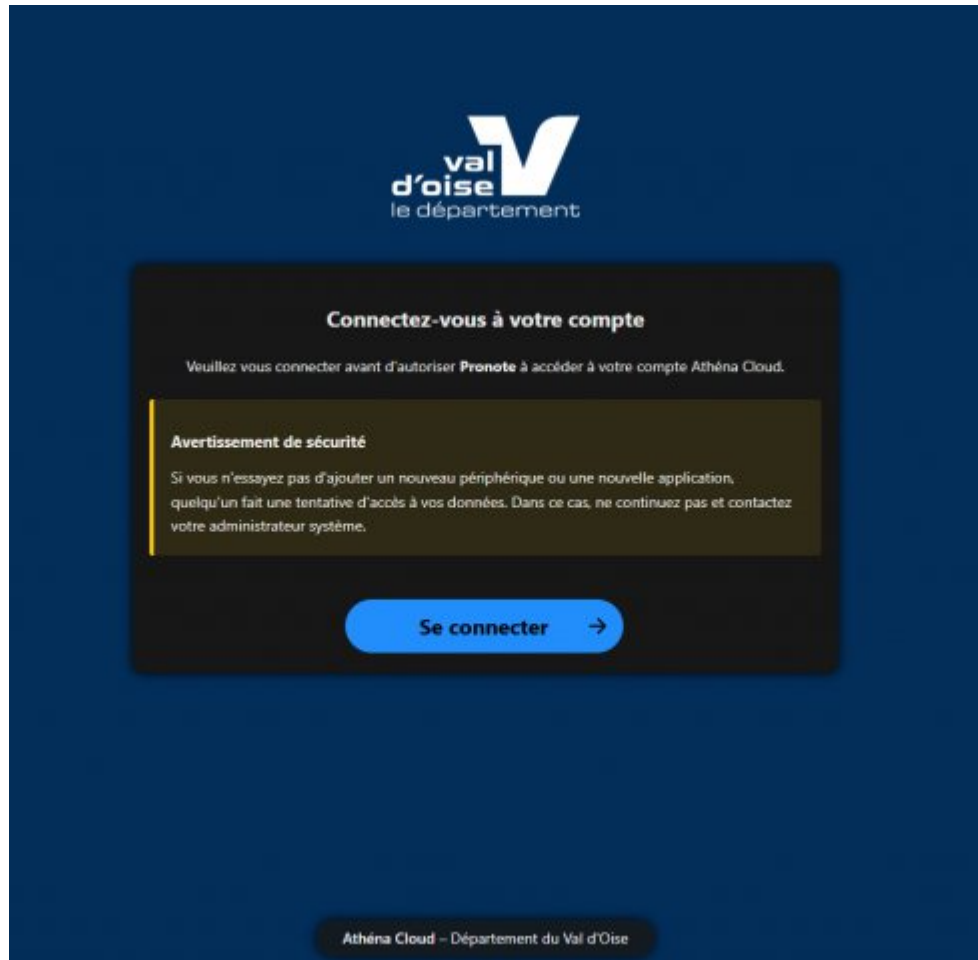 val
d'oise
le département
Connectez-vous à votre compte
Veuillez vous connecter avant d'autoriser Pronote à accéder à votre compte Athéna Cloud.
Avertissement de sécurité
Si vous n'essayez pas d'ajouter un nouveau périphérique ou une nouvelle application,
quelqu'un fait une tentative d'accès à vos données. Dans ce cas, ne continuez pas et contactez
votre administrateur système.
Se connecter →
Athéna Cloud – Département du Val d'Oise